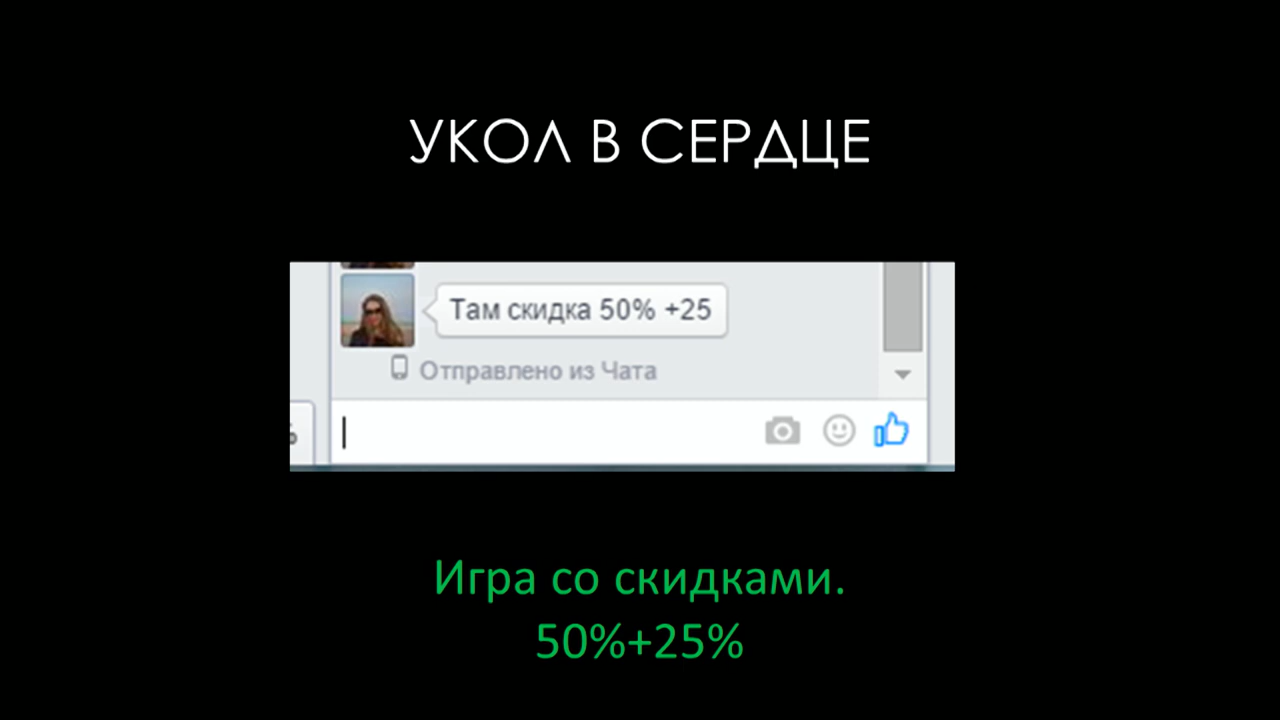 УКОЛ В СЕРДЦЕ
Там скидка 50% +25
Отправлено из Чата
%
Игра со скидками.
50%+25%